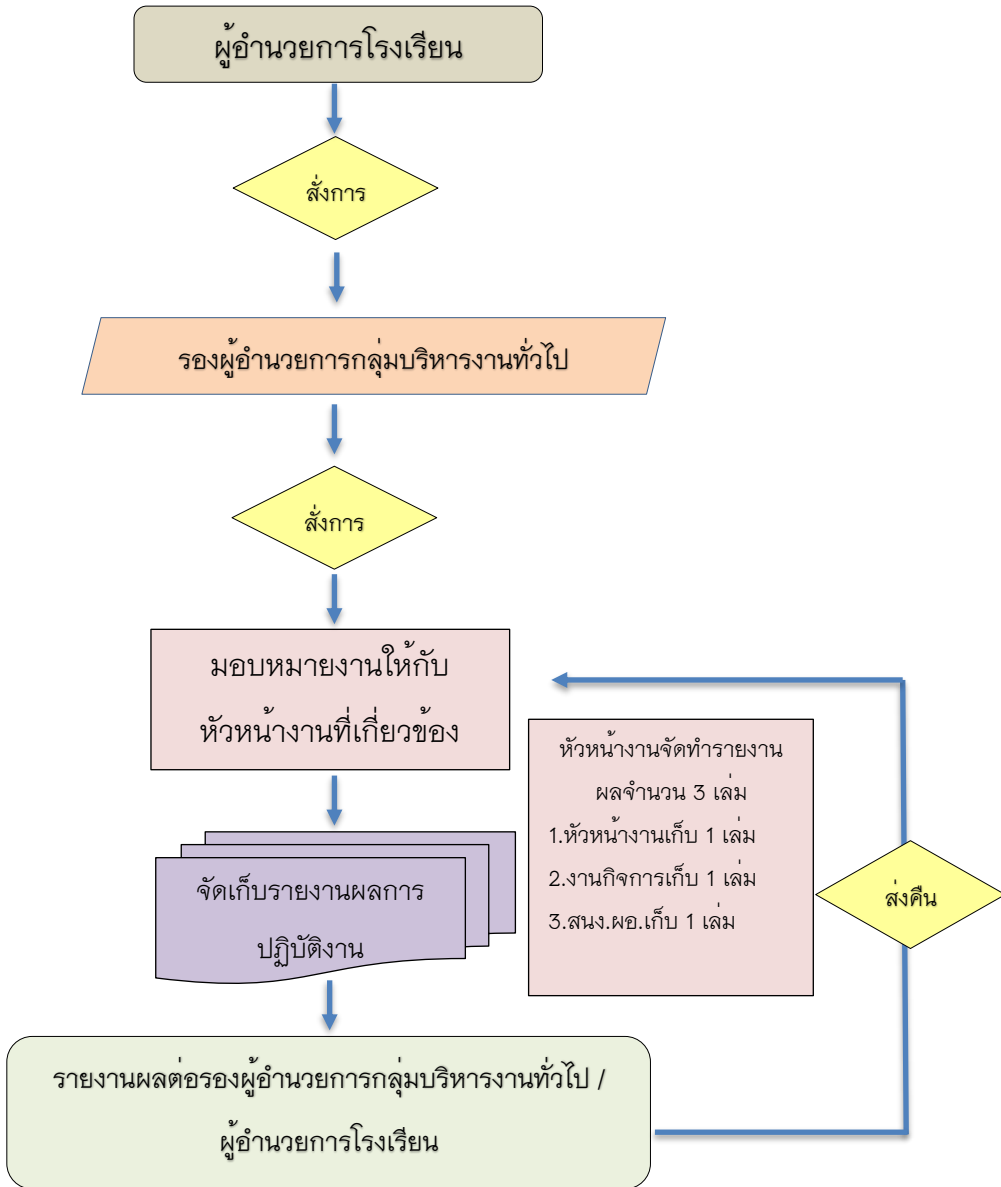 ผู้อำนวยการโรงเรียน
สั่งการ
รองผู้อำนวยการกลุ่มบริหารงานทั่วไป
สั่งการ
มอบหมายงานให้กับ
หัวหน้างานที่เกี่ยวข้อง
หัวหน้างานจัดทำรายงาน
ผลจำนวน 3 เล่ม
1.หัวหน้างานเก็บ 1 เล่ม
2.งานกิจการเก็บ 1 เล่ม
3.สนง.ผอ.เก็บ 1 เล่ม
ส่งคืน
จัดเก็บรายงานผลการ
ปฏิบัติงาน
รายงานผลต่อรองผู้อำนวยการกลุ่มบริหารงานทั่วไป /
ผู้อำนวยการโรงเรียน